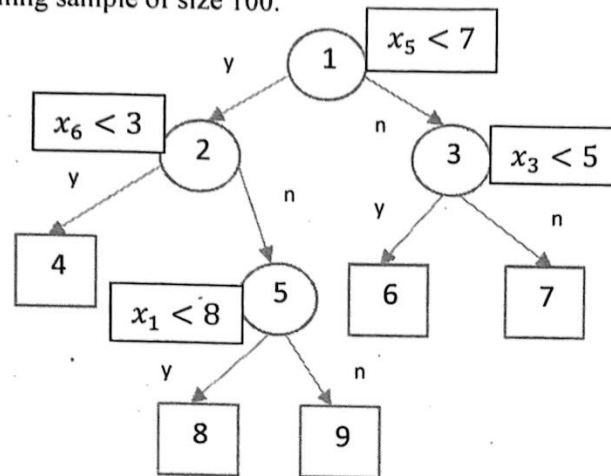 ning sample of size 100.
1
x₅ < 7
y
n
x₆ < 3
2
3
x₃ < 5
y
n
y
n
4
5
6
7
x₁ < 8
y
n
8
9